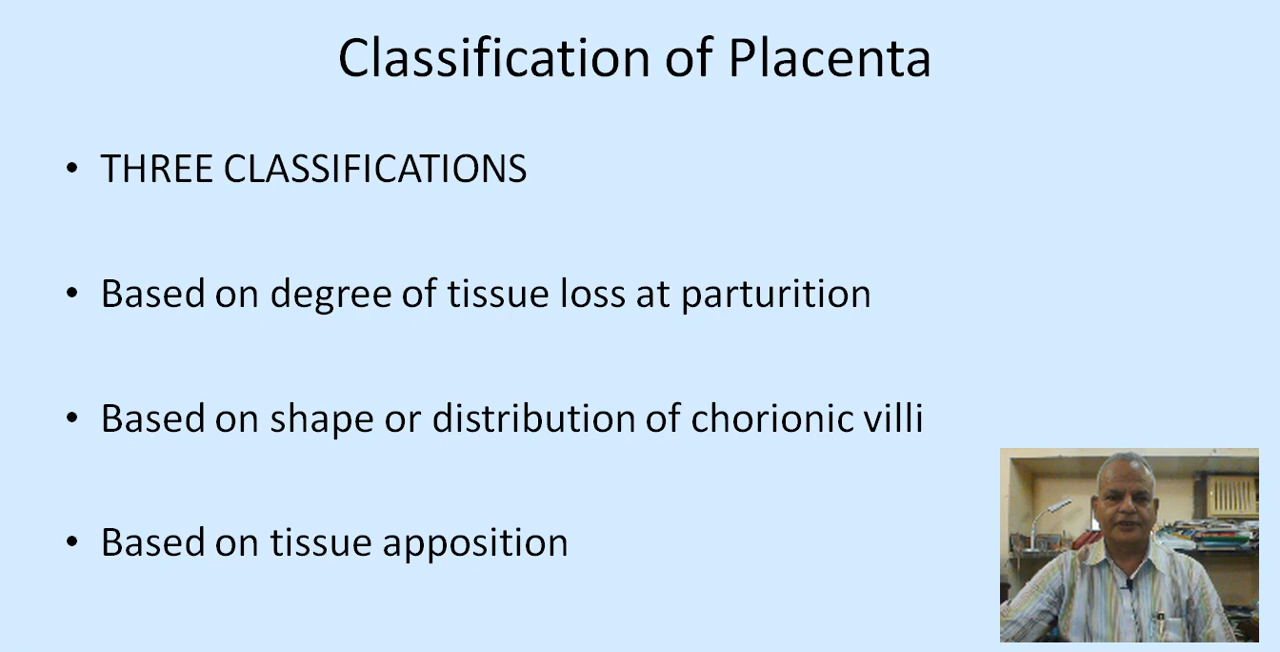 Classification of Placenta
• THREE CLASSIFICATIONS
• Based on degree of tissue loss at parturition
• Based on shape or distribution of chorionic villi
• Based on tissue apposition